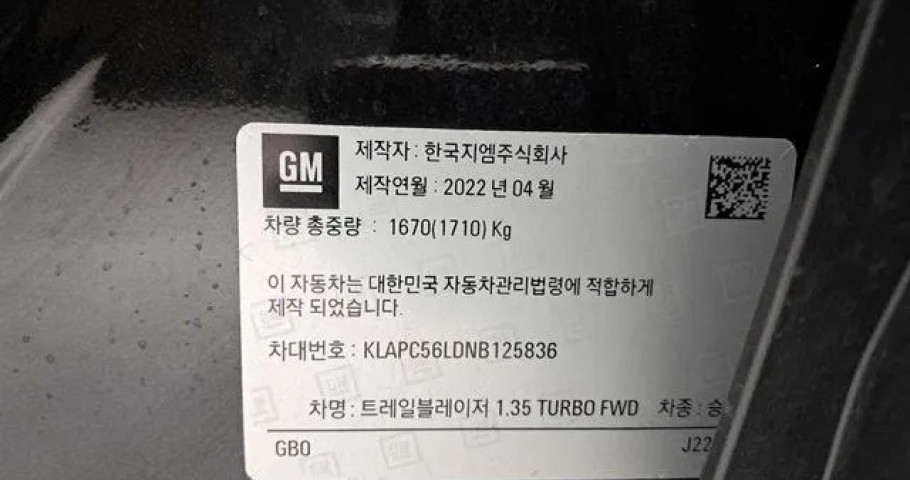 GM
제작자 : 한국지엠주식회사
제작연월 : 2022 년 04 월
차량 총중량 : 1670(1710) Kg
이 자동차는 대한민국 자동차관리법령에 적합하게
제작 되었습니다.
차대번호 : KLAPC56LDNB125836
차명 : 트레일블레이저 1.35 TURBO FWD 차종 : 승
GB0 J22